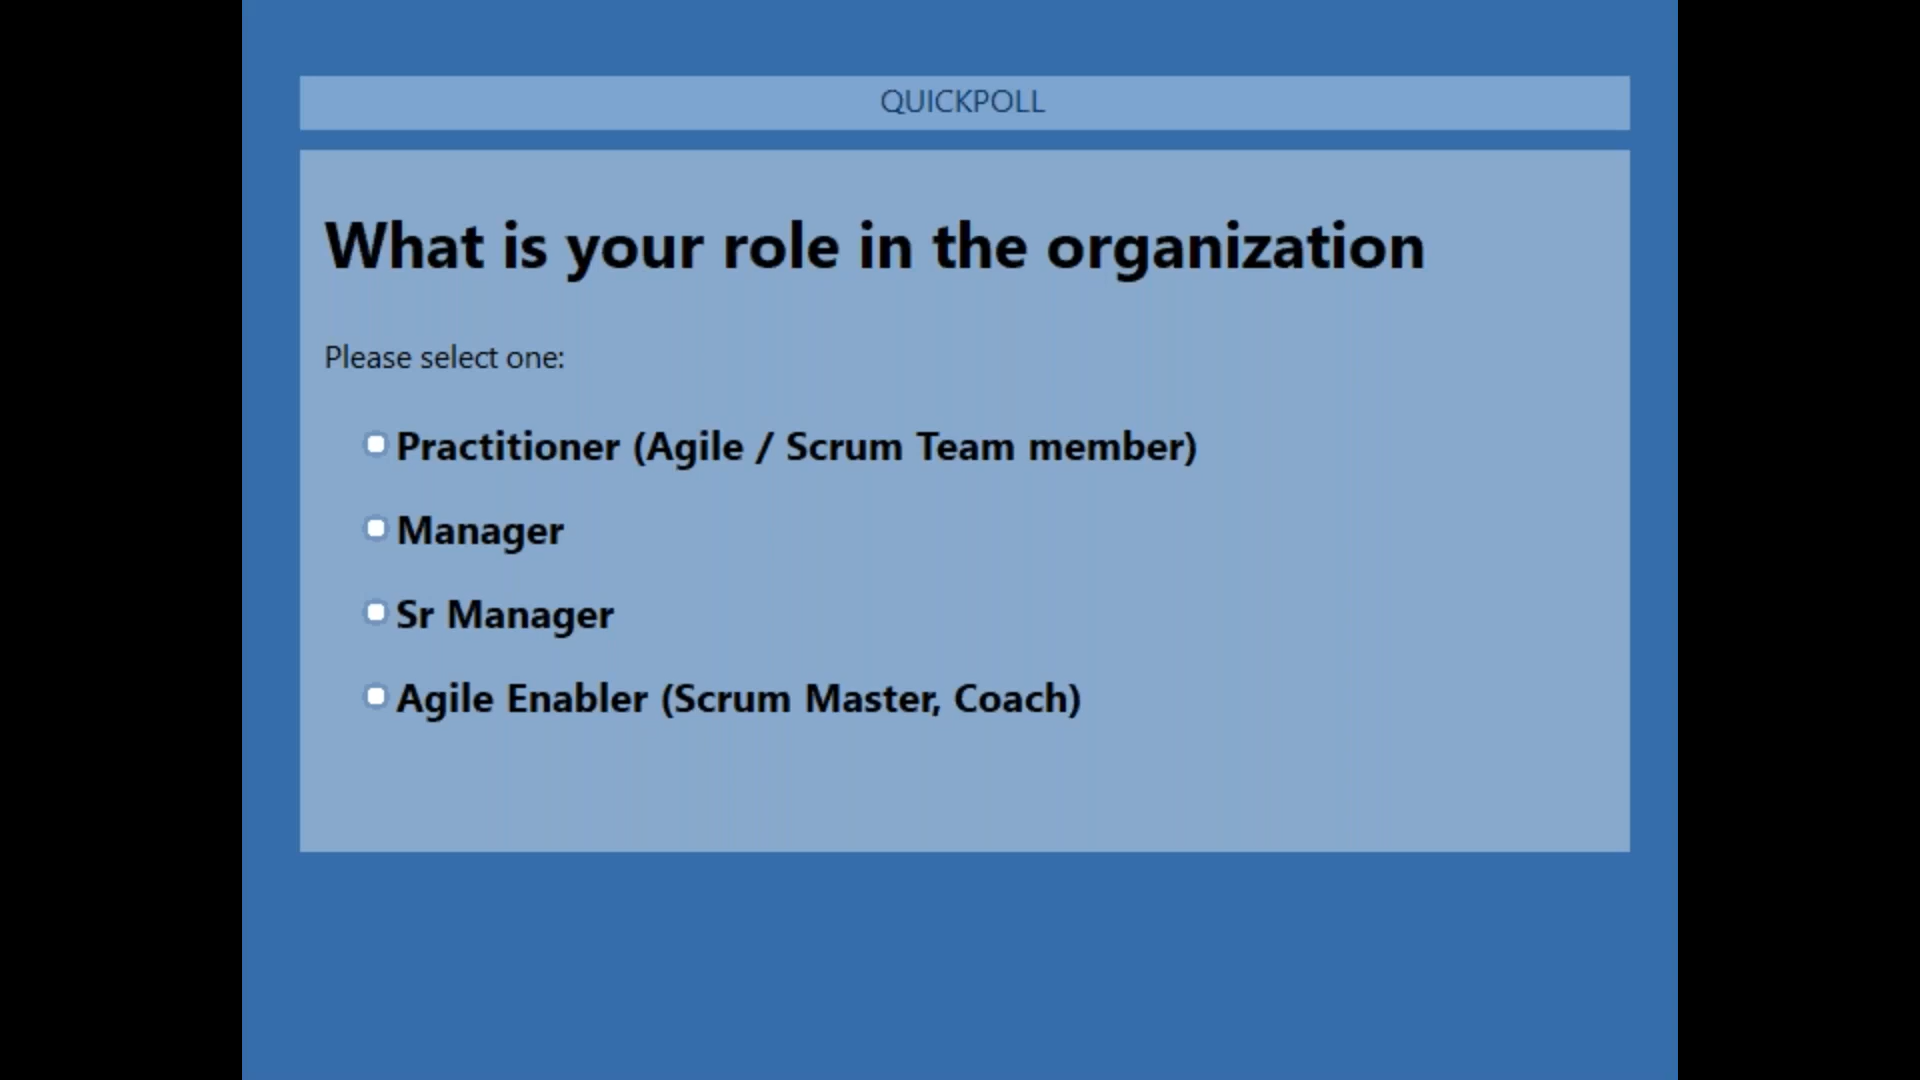 QUICKPOLL
What is your role in the organization
Please select one:
Practitioner (Agile / Scrum Team member)
Manager
Sr Manager
Agile Enabler (Scrum Master, Coach)